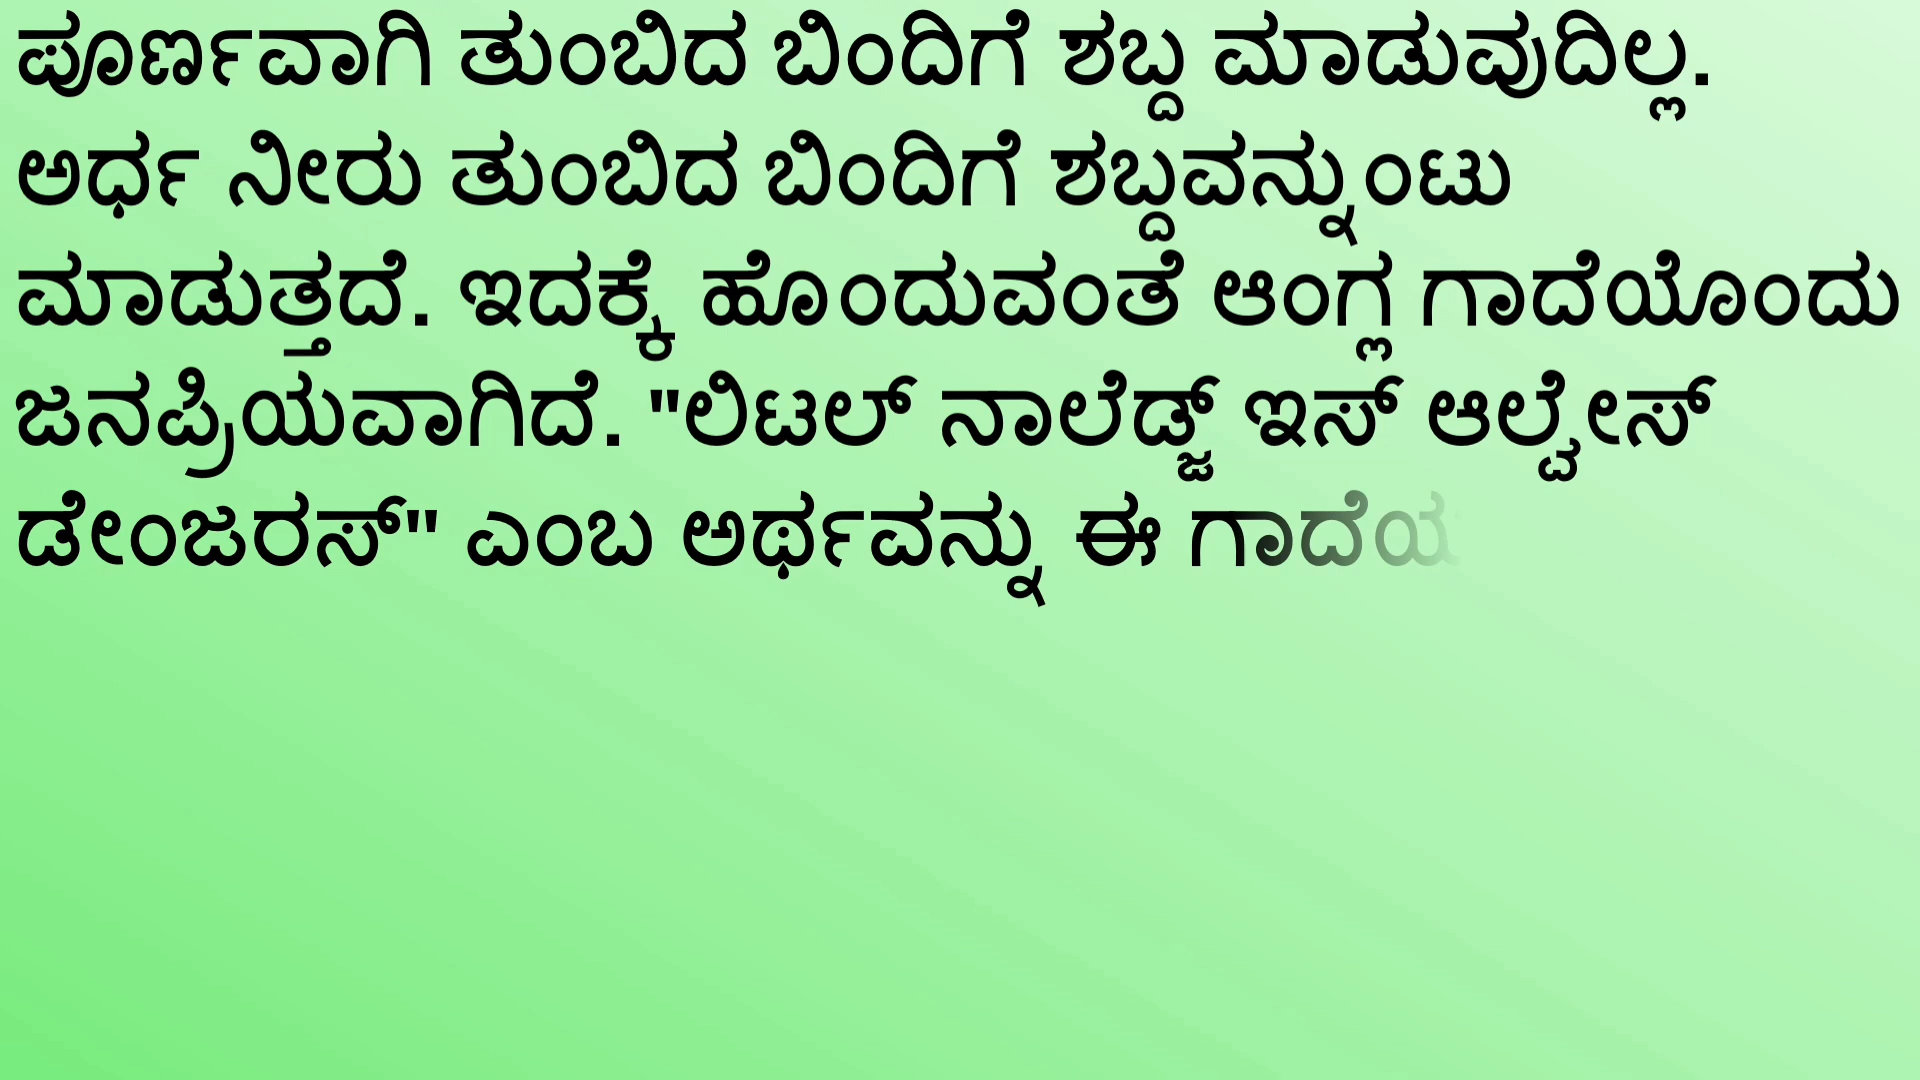 ಪೂರ್ಣವಾಗಿ ತುಂಬಿದ ಬಿಂದಿಗೆ ಶಬ್ದ ಮಾಡುವುದಿಲ್ಲ.
ಅರ್ಧ ನೀರು ತುಂಬಿದ ಬಿಂದಿಗೆ ಶಬ್ದವನ್ನುಂಟು
ಮಾಡುತ್ತದೆ. ಇದಕ್ಕೆ ಹೊಂದುವಂತೆ ಆಂಗ್ಲ ಗಾದೆಯೊಂದು
ಜನಪ್ರಿಯವಾಗಿದೆ. "ಲಿಟಲ್ ನಾಲೆಡ್ಜ್ ಇಸ್ ಆಲ್ವೇಸ್
ಡೇಂಜರಸ್" ಎಂಬ ಅರ್ಥವನ್ನು ಈ